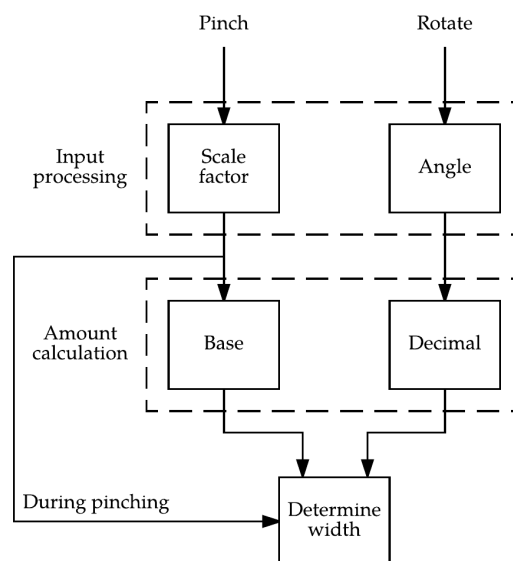 Pinch
Rotate
Input
processing
Scale
factor
Angle
Amount
calculation
Base
Decimal
During pinching
Determine
width